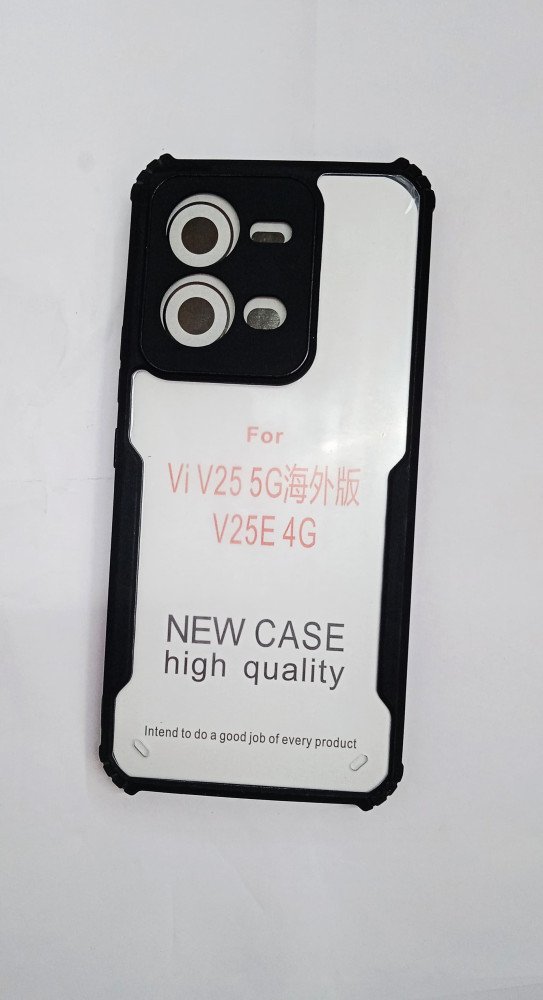 For
Vi V25 5G海外版
V25E 4G
NEW CASE
high quality
Intend to do a good job of every product